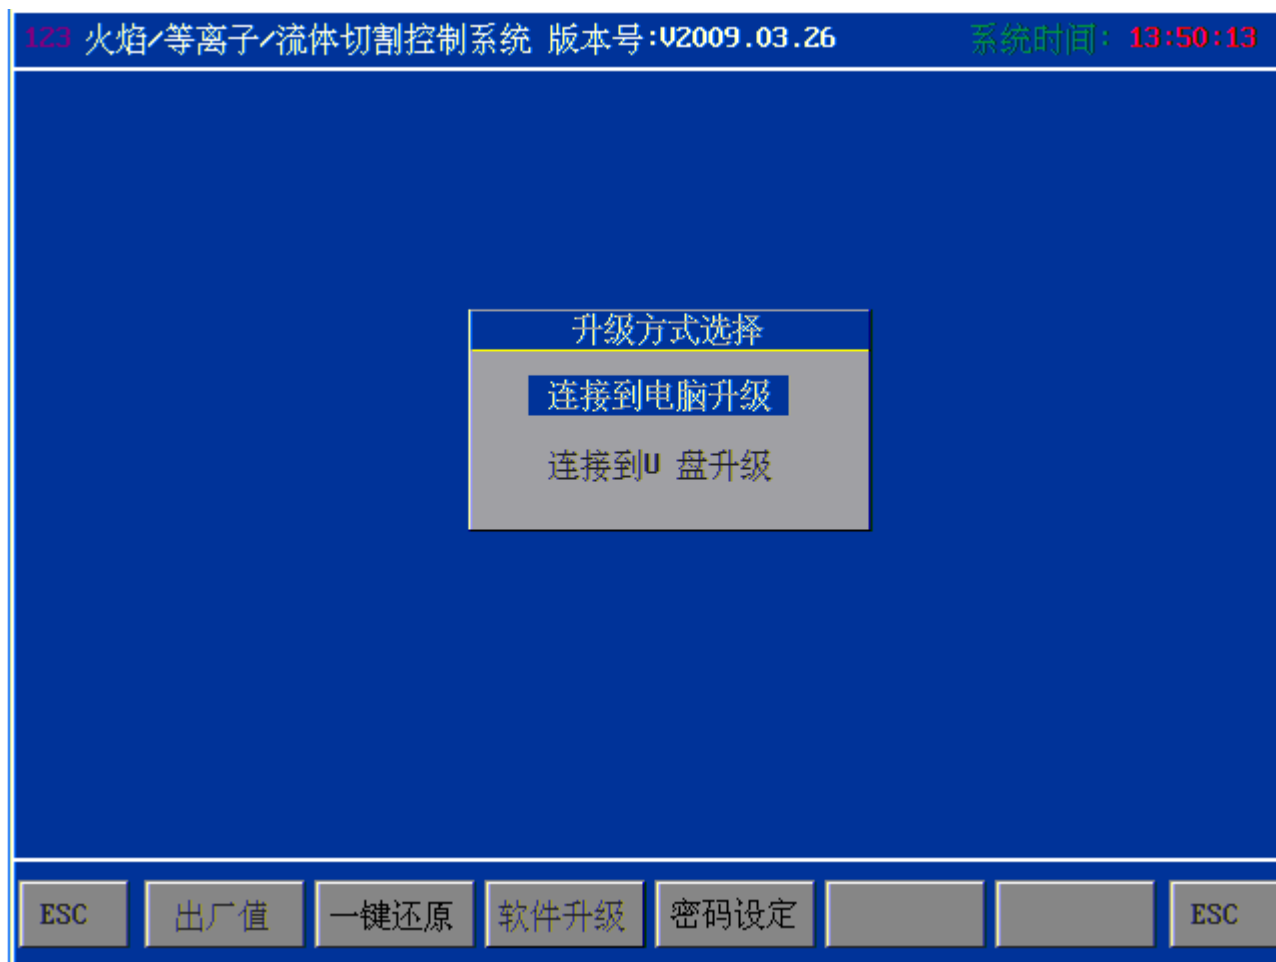 123 火焰/等离子/流体切割控制系统 版本号:V2009.03.26 系统时间: 13:50:13
升级方式选择
连接到电脑升级
连接到U 盘升级
ESC 出厂值 一键还原 软件升级 密码设定 ESC